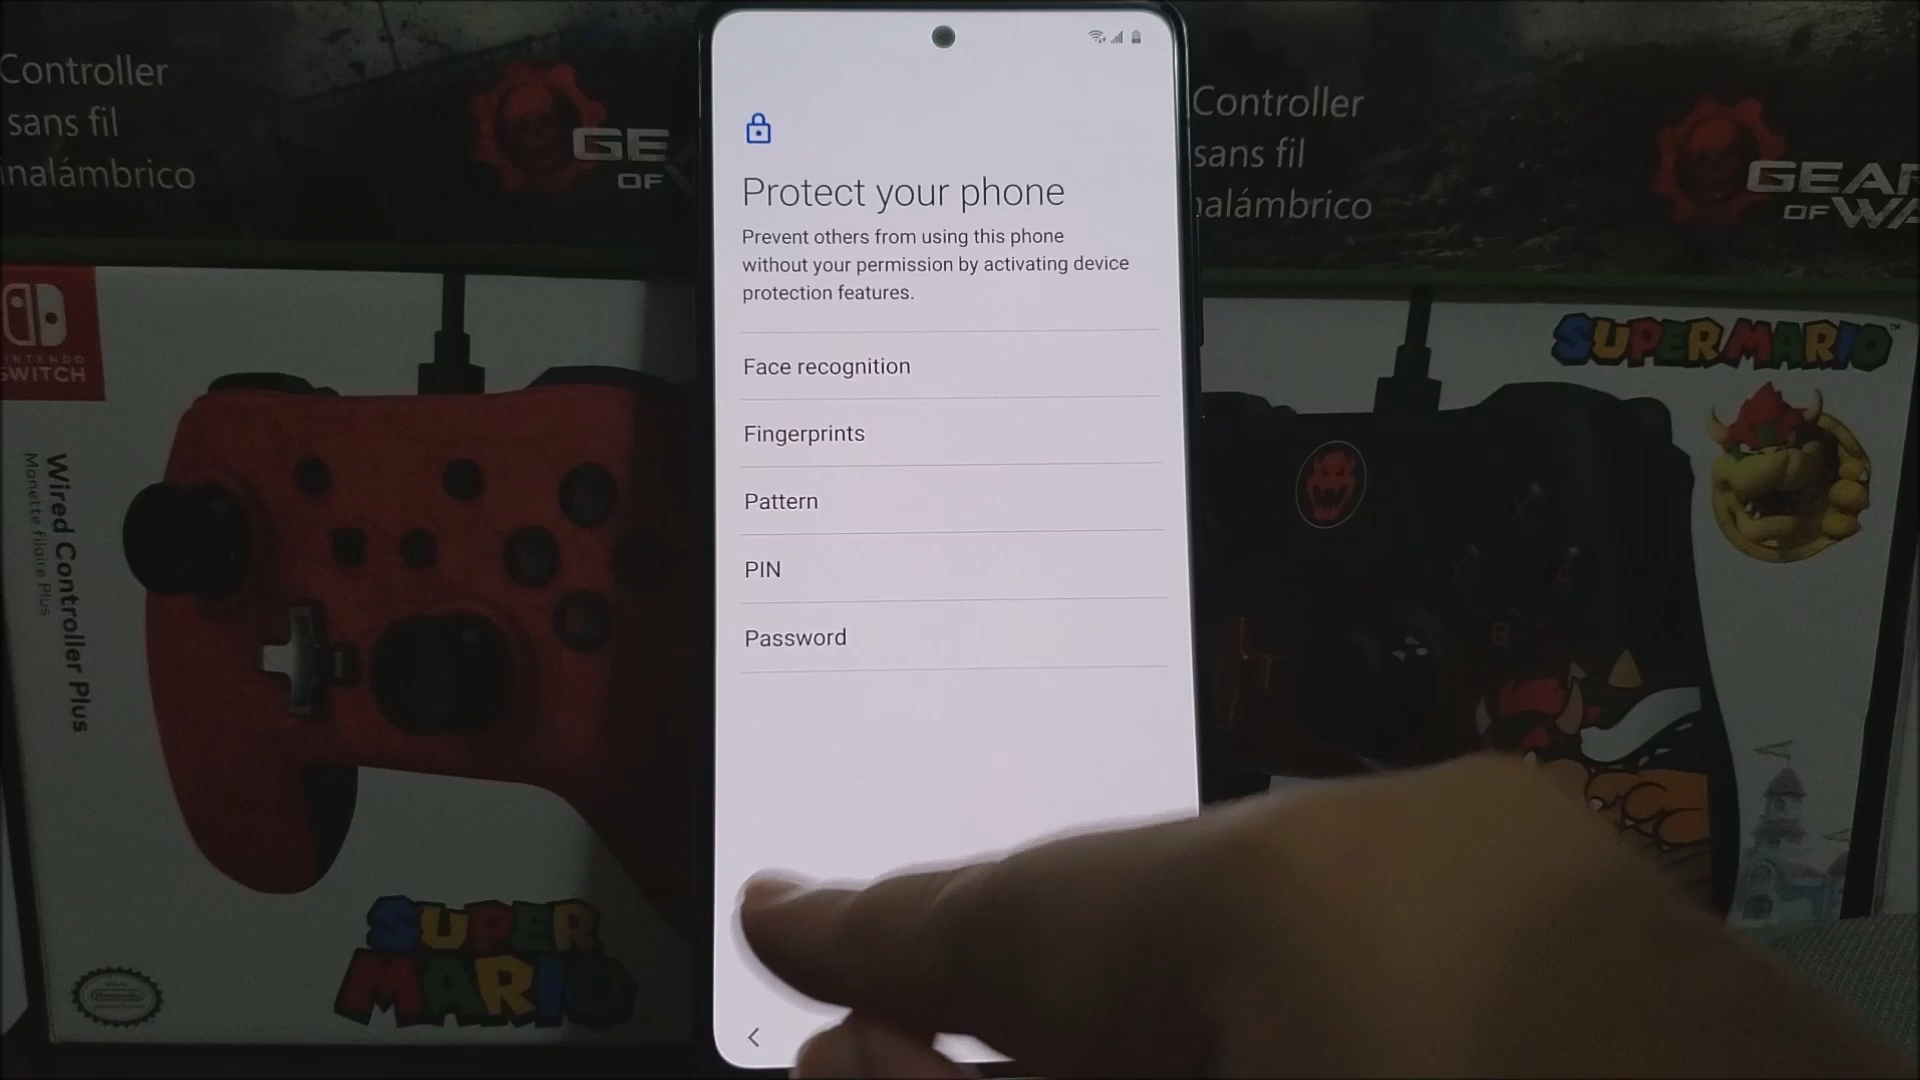 Controller
sans fil
inalámbrico
GE
OF
NINTENDO
SWITCH
Wired Controller Plus
Manette filaire Plus
SUPER
MARIO
Protect your phone
Prevent others from using this phone
without your permission by activating device
protection features.
Face recognition
Fingerprints
Pattern
PIN
Password
Controller
sans fil
nalámbrico
GEAR
OF WA
SUPER MARIO™
X
A
B